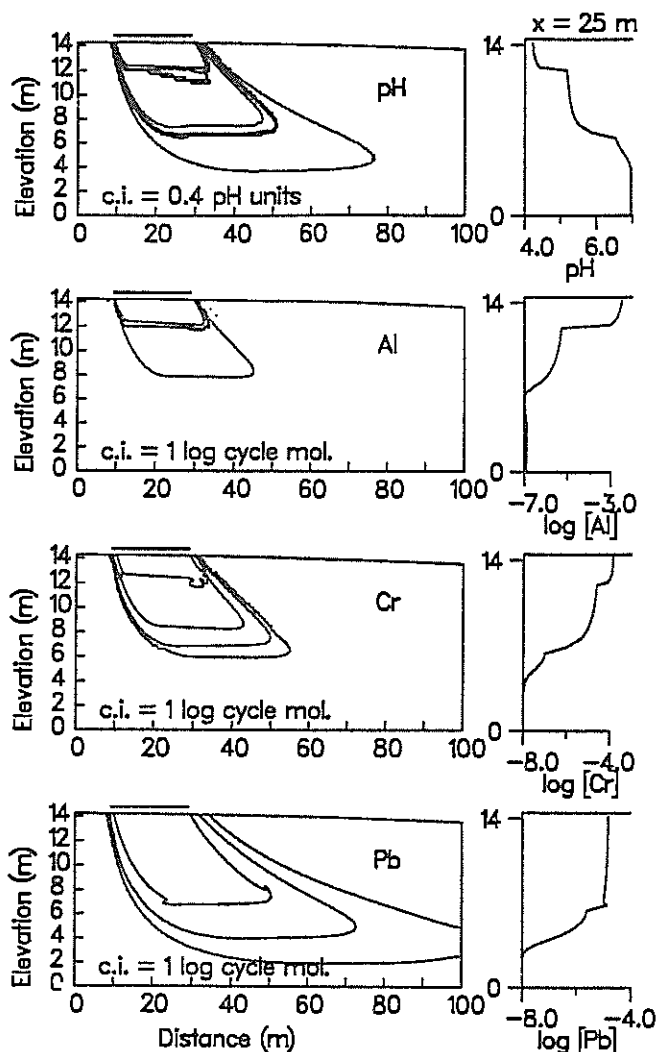 x = 25 m
Elevation (m)
14
12
10
8
6
4
2
0
pH
c.i. = 0.4 pH units
0 20 40 60 80 100
14
0
4.0 6.0
pH
Elevation (m)
14
12
10
8
6
4
2
0
Al
c.i. = 1 log cycle mol.
0 20 40 60 80 100
14
0
-7.0 -3.0
log [Al]
Elevation (m)
14
12
10
8
6
4
2
0
Cr
c.i. = 1 log cycle mol.
0 20 40 60 80 100
14
0
-8.0 -4.0
log [Cr]
Elevation (m)
14
12
10
8
6
4
2
0
Pb
c.i. = 1 log cycle mol.
0 20 40 60 80 100
Distance (m)
14
0
-8.0 -4.0
log [Pb]